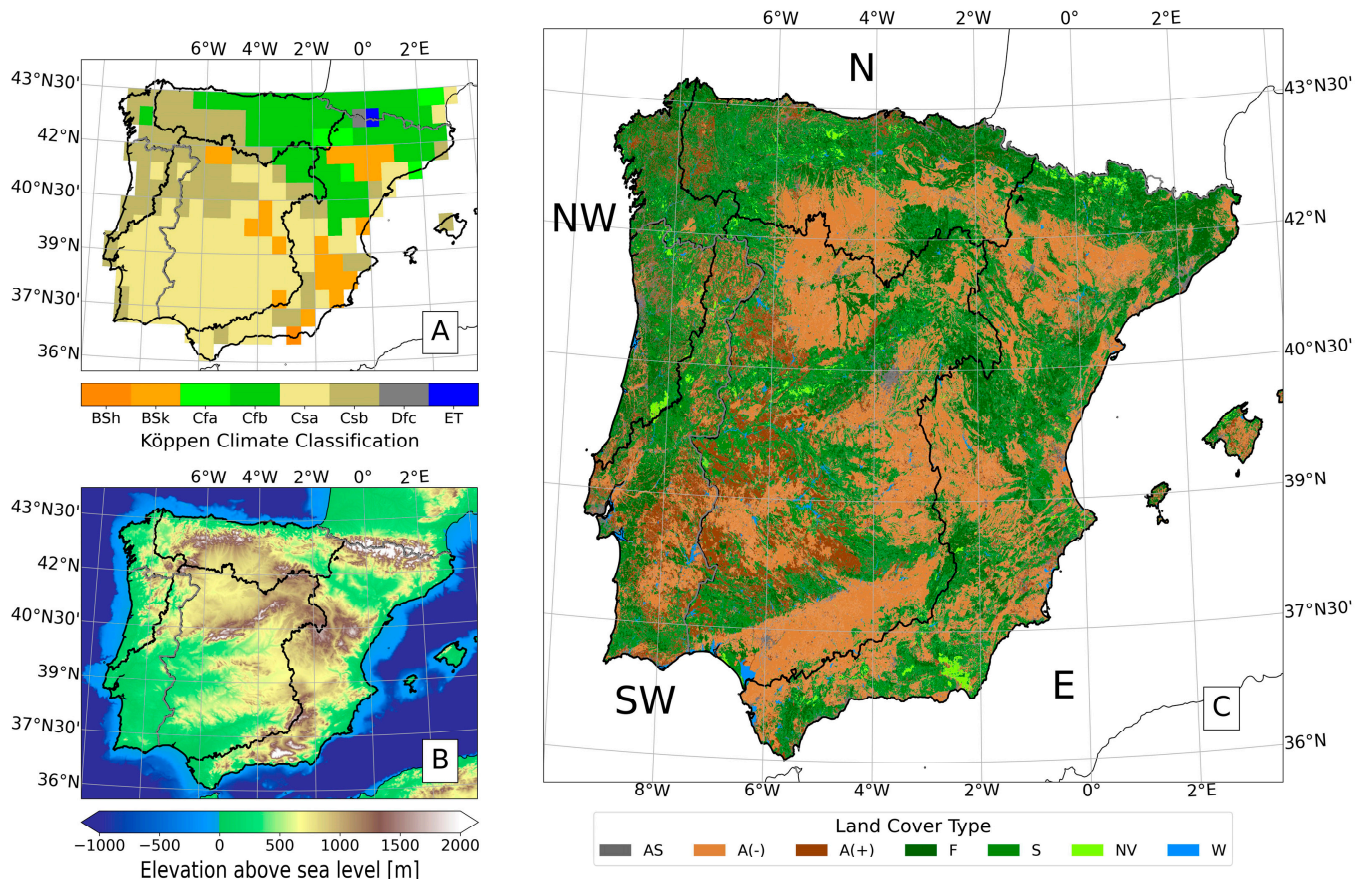 6°W 4°W 2°W 0° 2°E
43°N30'
42°N
40°N30'
39°N
37°N30'
36°N
A
BSh BSk Cfa Cfb Csa Csb Dfc ET
Köppen Climate Classification
6°W 4°W 2°W 0° 2°E
43°N30'
42°N
40°N30'
39°N
37°N30'
36°N
B
−1000 −500 0 500 1000 1500 2000
Elevation above sea level [m]
6°W 4°W 2°W 0° 2°E
N
43°N30'
NW
42°N
40°N30'
39°N
37°N30'
SW
E
C
36°N
8°W 6°W 4°W 2°W 0° 2°E
Land Cover Type
AS A(-) A(+) F S NV W